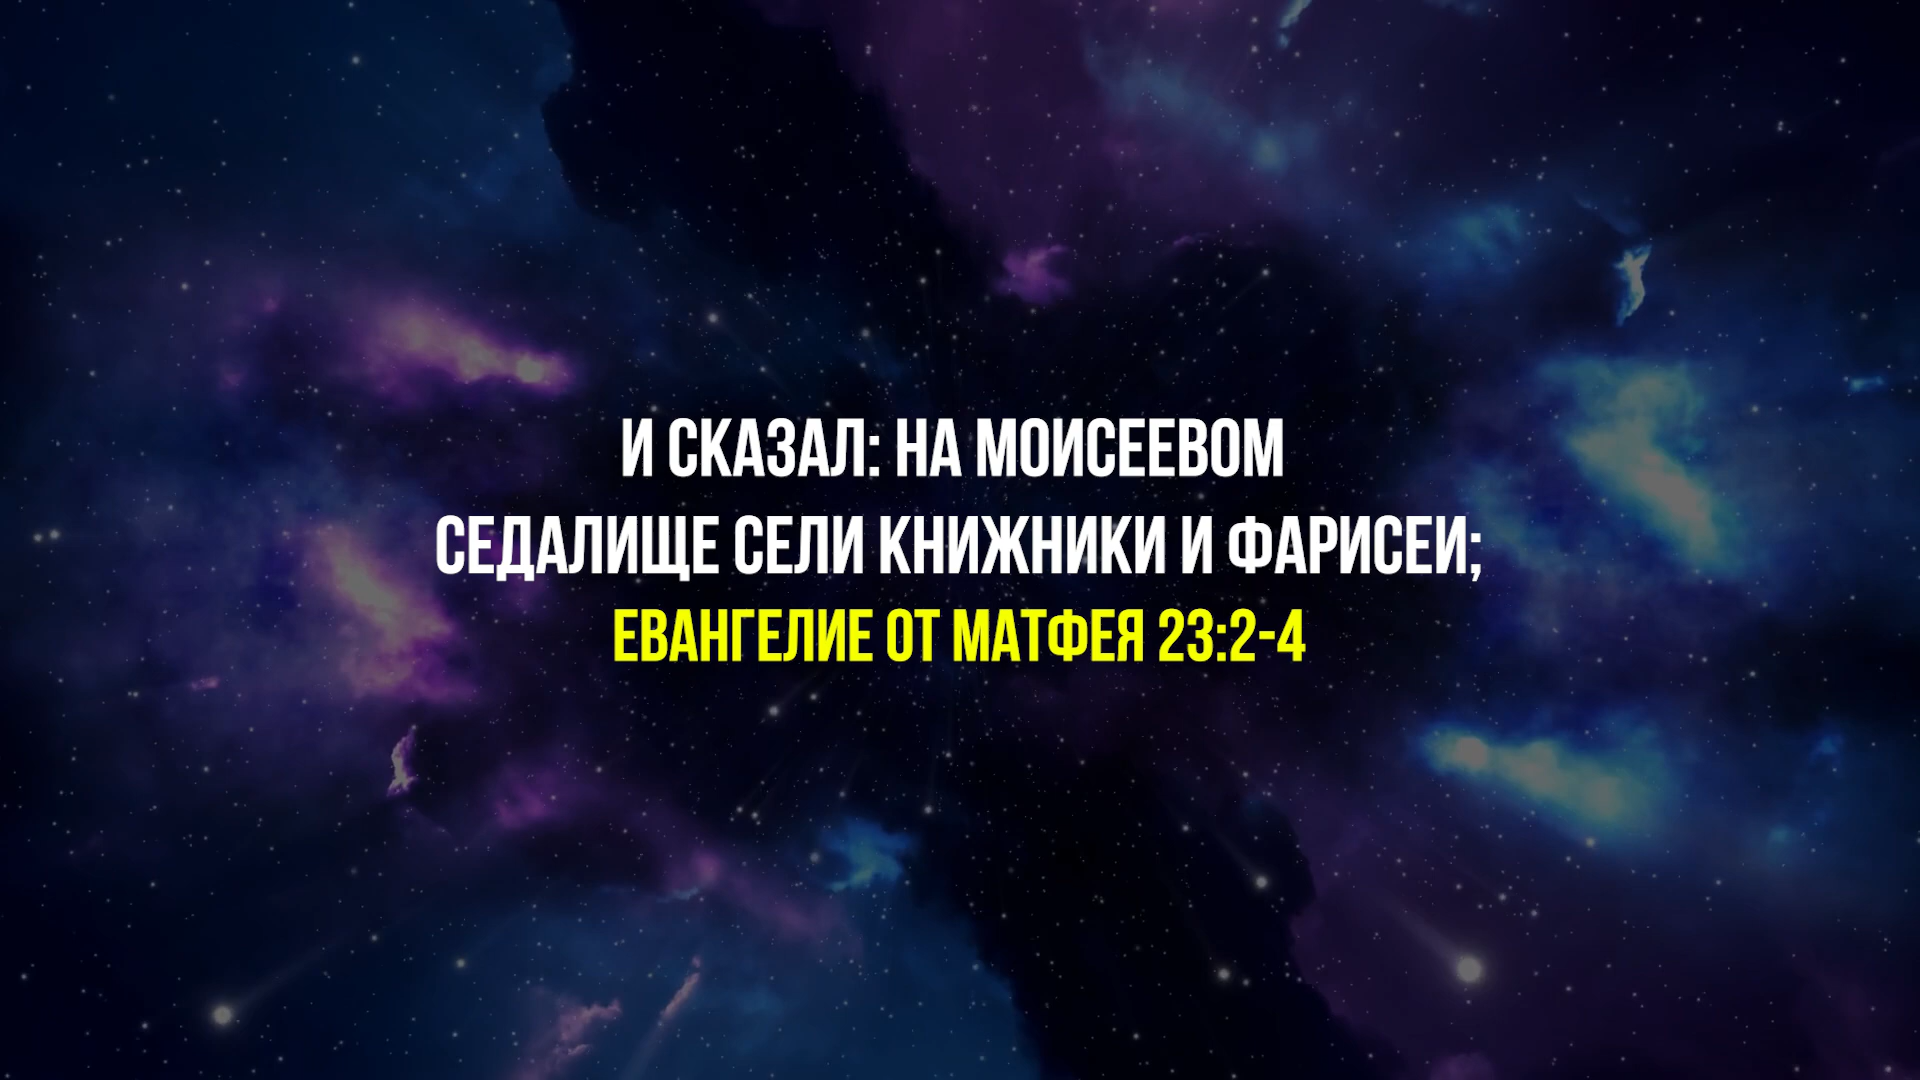 И СКАЗАЛ: НА МОИСЕЕВОМ
СЕДАЛИЩЕ СЕЛИ КНИЖНИКИ И ФАРИСЕИ;
ЕВАНГЕЛИЕ ОТ МАТФЕЯ 23:2-4